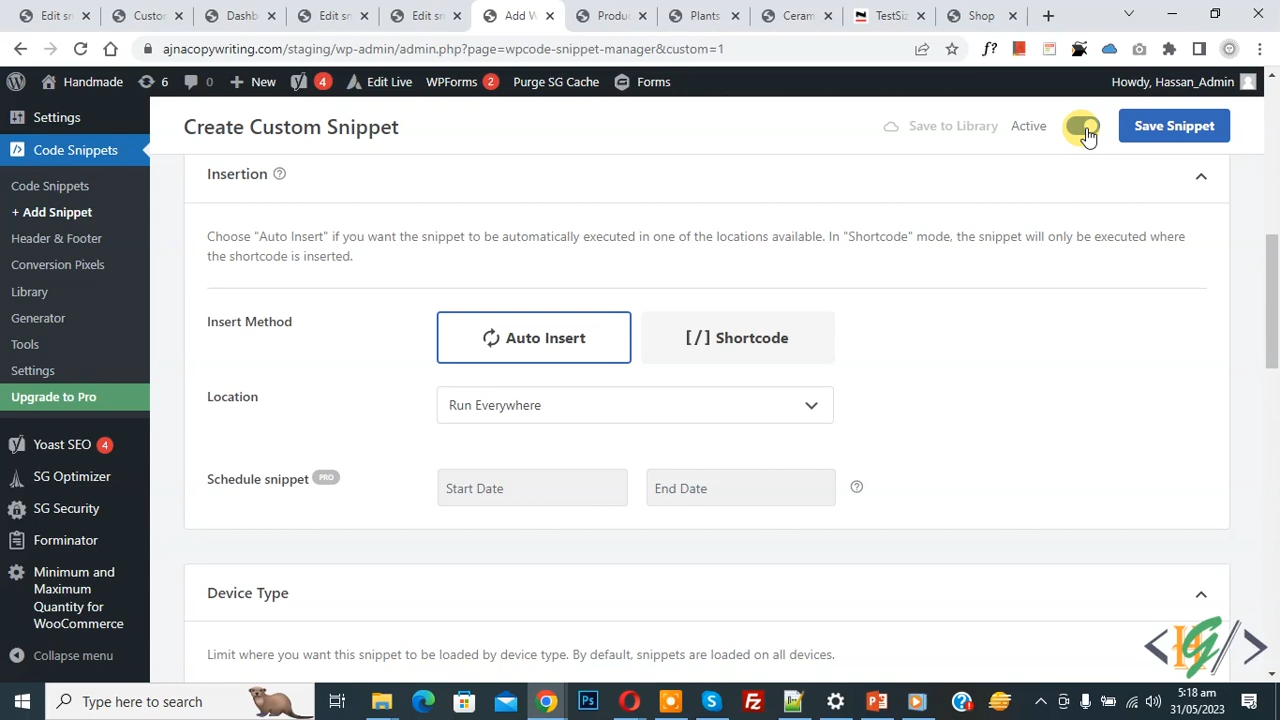 Edit sn
Custo
Dashb
Edit sn
Edit sn
Add W
Produc
Plants
Ceram
TestSiz
Shop
ajnacopywriting.com/staging/wp-admin/admin.php?page=wpcode-snippet-manager&custom=1
Handmade 6 0 New 4 Edit Live WPForms 2 Purge SG Cache Forms Howdy, Hassan_Admin
Settings
Code Snippets
Code Snippets
+ Add Snippet
Header & Footer
Conversion Pixels
Library
Generator
Tools
Settings
Upgrade to Pro
Yoast SEO 4
SG Optimizer
SG Security
Forminator
Minimum and
Maximum
Quantity for
WooCommerce
Collapse menu
Create Custom Snippet
Save to Library Active Save Snippet
Insertion
Choose "Auto Insert" if you want the snippet to be automatically executed in one of the locations available. In "Shortcode" mode, the snippet will only be executed where
the shortcode is inserted.
Insert Method
Auto Insert
[/] Shortcode
Location
Run Everywhere
Schedule snippet PRO
Start Date
End Date
Device Type
Limit where you want this snippet to be loaded by device type. By default, snippets are loaded on all devices.
Type here to search
5:18 am
31/05/2023